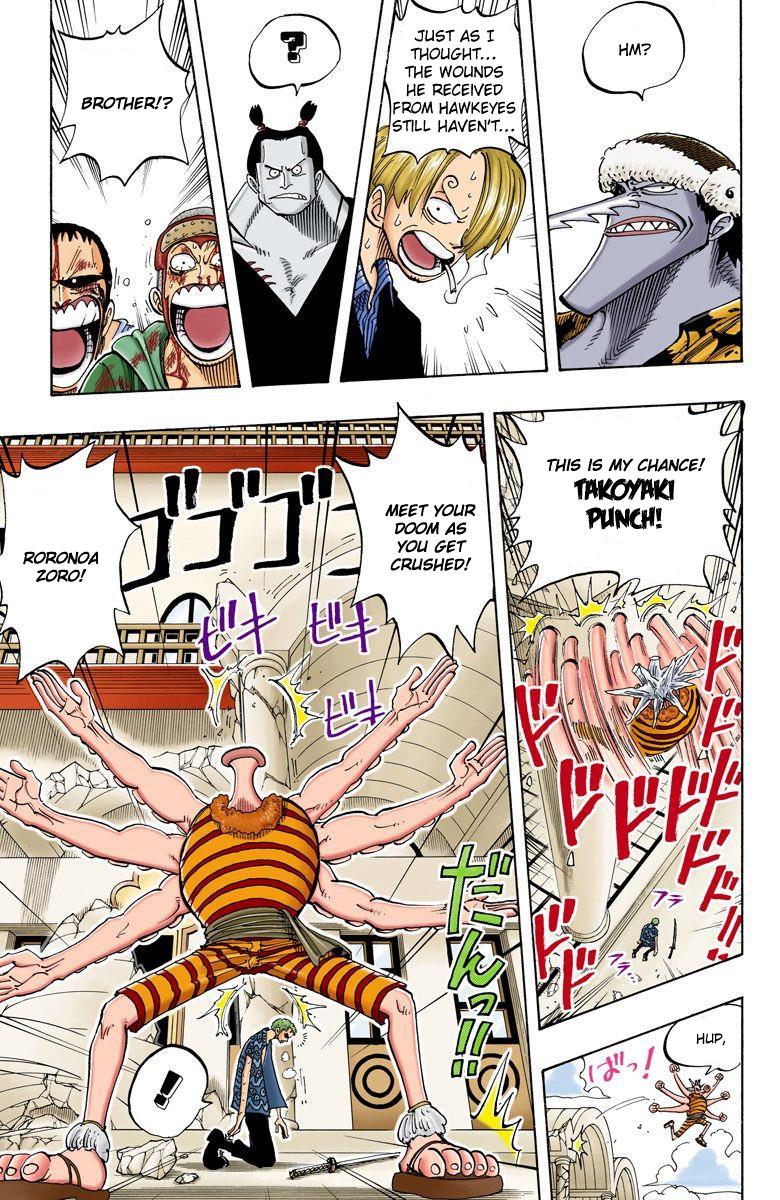 HM?
JUST AS I
THOUGHT...
THE WOUNDS
HE RECEIVED
FROM HAWKEYES
STILL HAVEN'T...
?
BROTHER!?
THIS IS MY CHANCE!
TAKOYAKI
PUNCH!
ドドドドドド!!
ドド
フラ
フラ...
HUP,
ばっ!
MEET YOUR
DOOM AS
YOU GET
CRUSHED!
RORONOA
ZORO!
ゴゴゴゴ
ビキ
ビキ
ビキ
だんっ!!
!